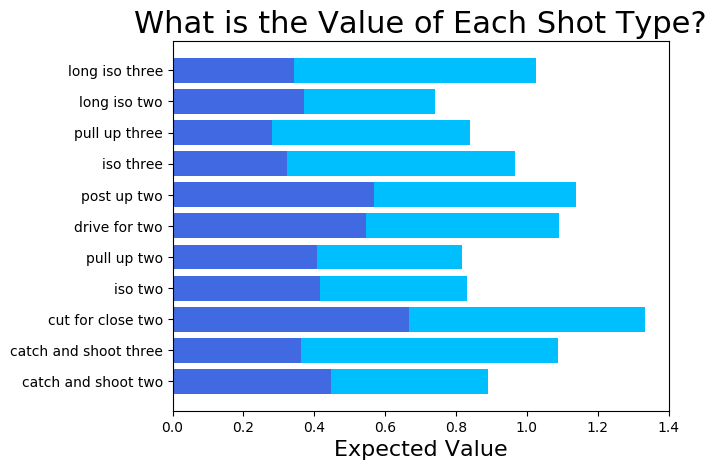 What is the Value of Each Shot Type?
long iso three
long iso two
pull up three
iso three
post up two
drive for two
pull up two
iso two
cut for close two
catch and shoot three
catch and shoot two
0.0 0.2 0.4 0.6 0.8 1.0 1.2 1.4
Expected Value